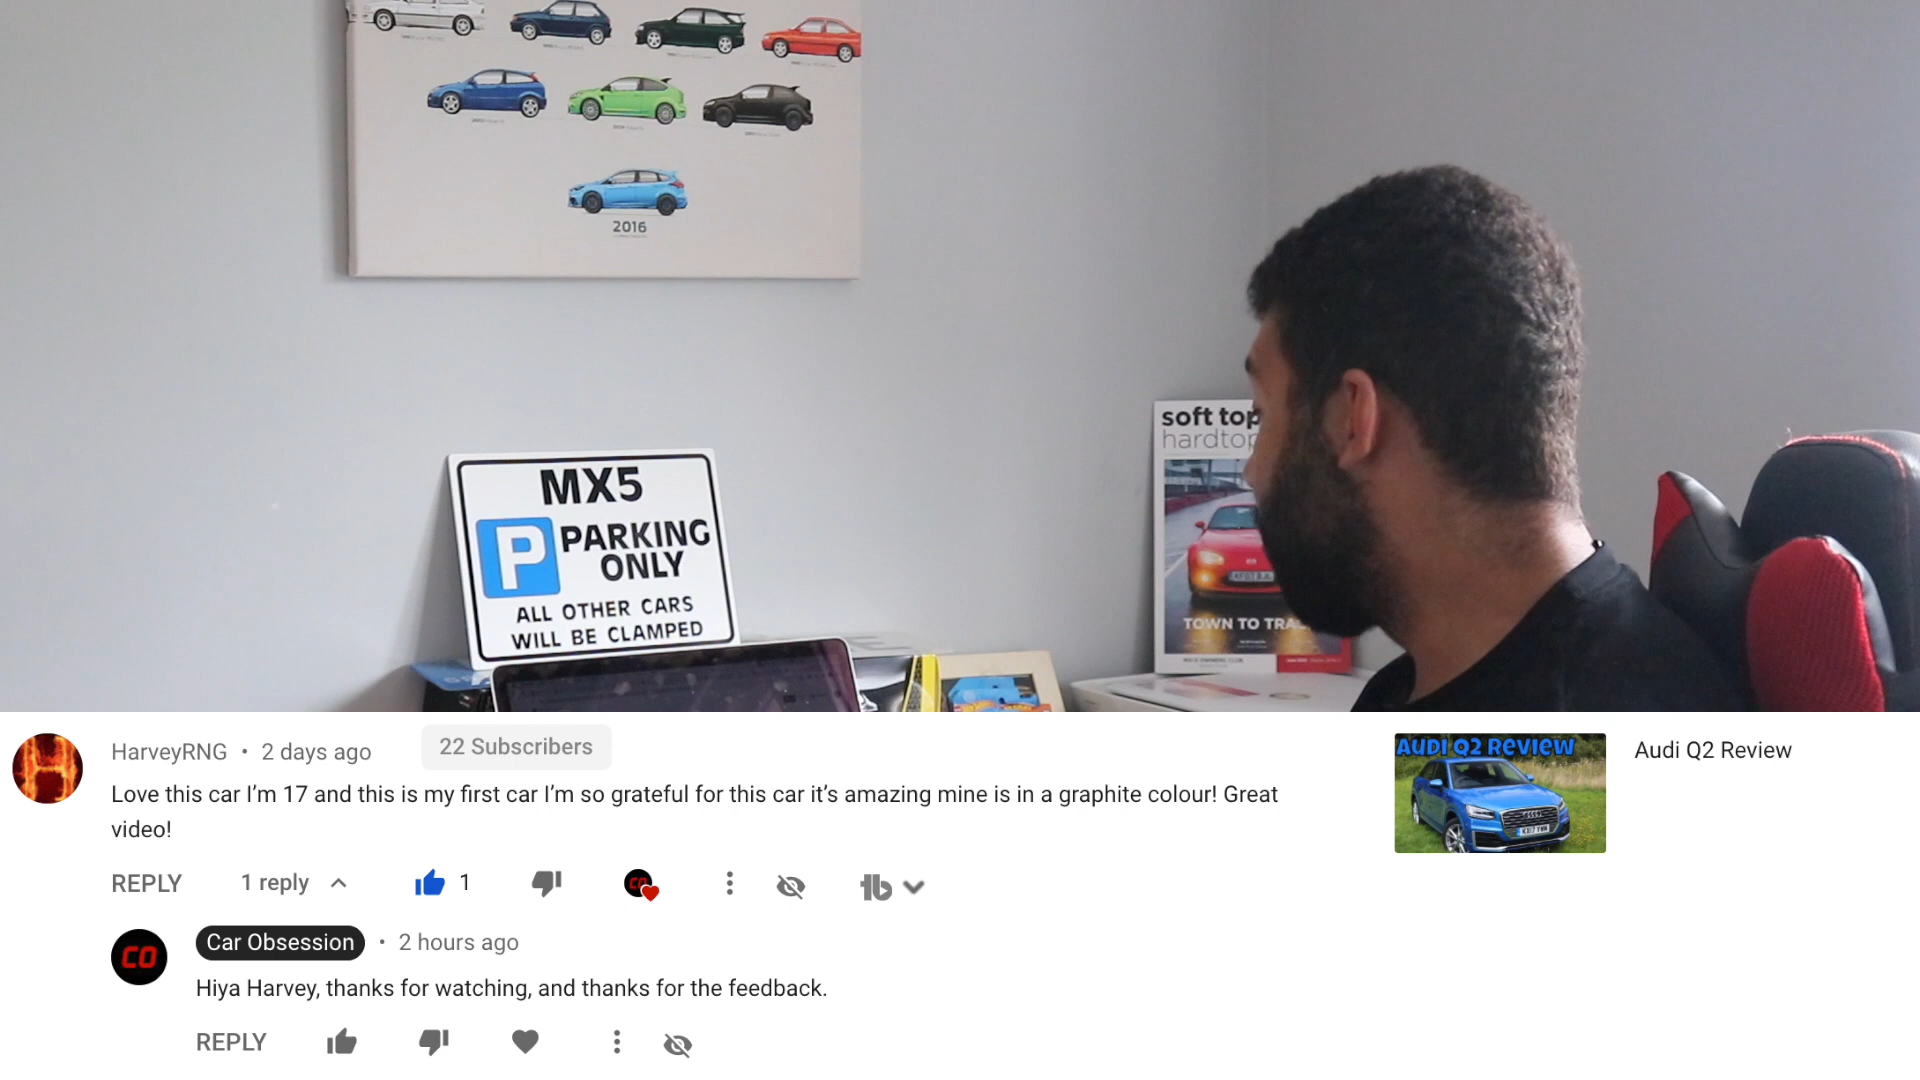 2016
soft top
hardtop
MX5
P PARKING
ONLY
ALL OTHER CARS
WILL BE CLAMPED
TOWN TO TRA
HarveyRNG • 2 days ago 22 Subscribers
Love this car I’m 17 and this is my first car I’m so grateful for this car it’s amazing mine is in a graphite colour! Great
video!
REPLY 1 reply 1
CO
Car Obsession • 2 hours ago
Hiya Harvey, thanks for watching, and thanks for the feedback.
REPLY
AUDI Q2 REVIEW
Audi Q2 Review